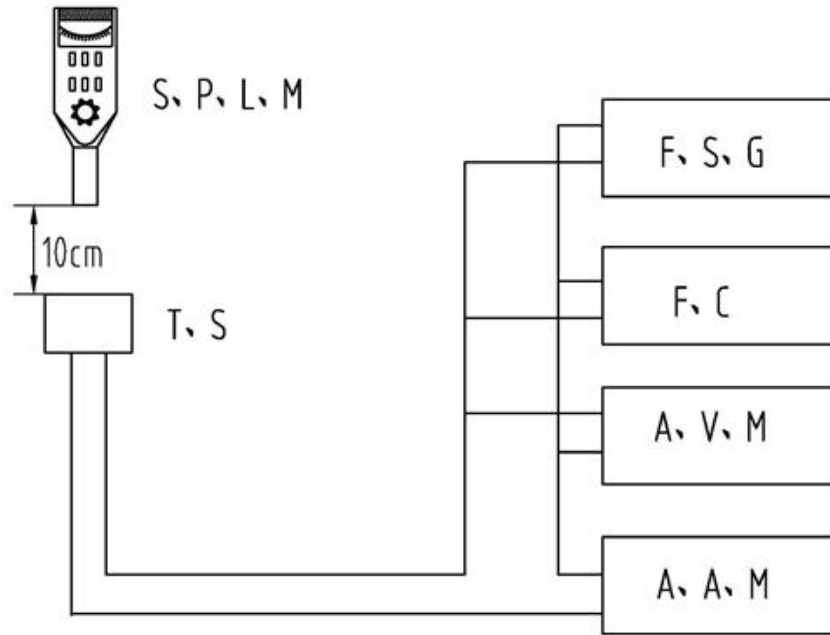 S、P、L、M
10cm
T、S
F、S、G
F、C
A、V、M
A、A、M